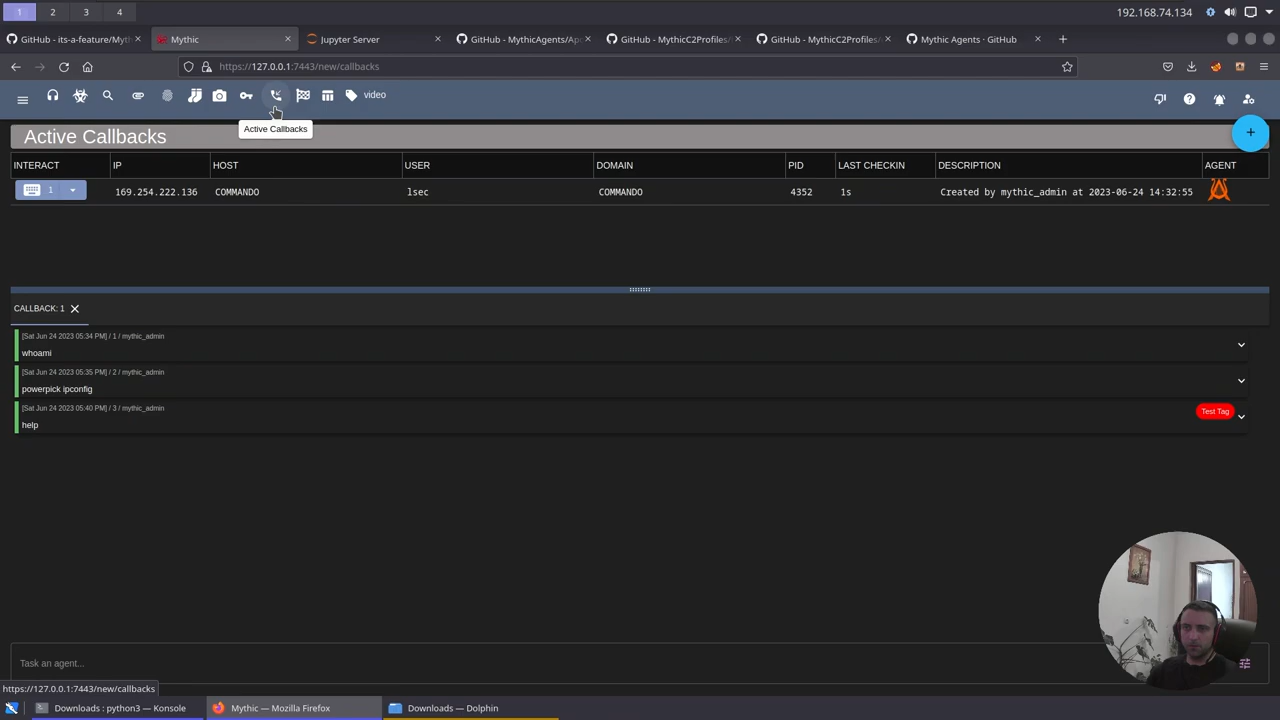 1 2 3 4 192.168.74.134
GitHub - its-a-feature/Myth Mythic Jupyter Server GitHub - MythicAgents/Apo GitHub - MythicC2Profiles/ GitHub - MythicC2Profiles/ Mythic Agents · GitHub
https://127.0.0.1:7443/new/callbacks
video
Active Callbacks
Active Callbacks
INTERACT IP HOST USER DOMAIN PID LAST CHECKIN DESCRIPTION AGENT
1 169.254.222.136 COMMANDO lsec COMMANDO 4352 1s Created by mythic_admin at 2023-06-24 14:32:55
CALLBACK: 1
[Sat Jun 24 2023 05:34 PM] / 1 / mythic_admin
whoami
[Sat Jun 24 2023 05:35 PM] / 2 / mythic_admin
powerpick ipconfig
[Sat Jun 24 2023 05:40 PM] / 3 / mythic_admin
Test Tag
help
Task an agent...
https://127.0.0.1:7443/new/callbacks
Downloads : python3 — Konsole Mythic — Mozilla Firefox Downloads — Dolphin